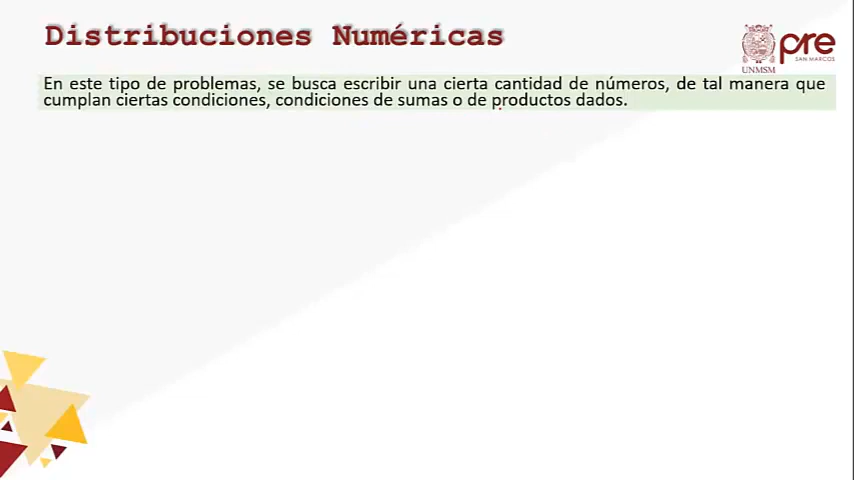 Distribuciones Numéricas
UNMSM
pre
SAN MARCOS
En este tipo de problemas, se busca escribir una cierta cantidad de números, de tal manera que
cumplan ciertas condiciones, condiciones de sumas o de productos dados.